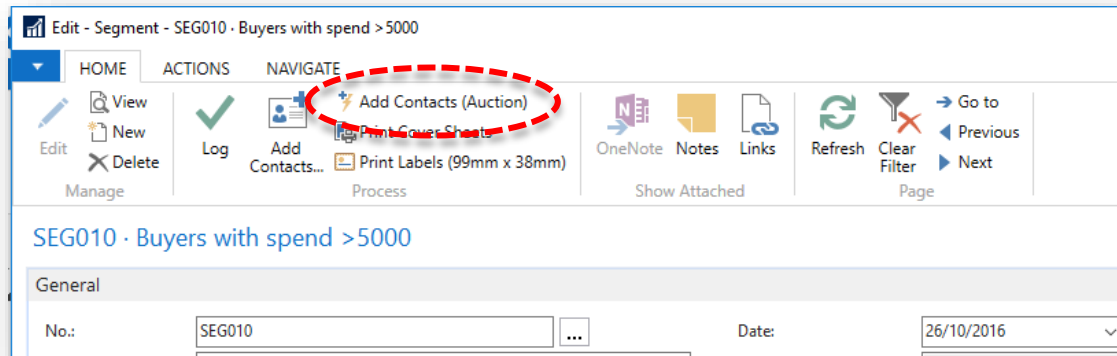 Edit - Segment - SEG010 · Buyers with spend >5000
HOME ACTIONS NAVIGATE
Edit
View
New
Delete
Manage
Log
Add Contacts...
Add Contacts (Auction)
Print Cover Sheets
Print Labels (99mm x 38mm)
Process
OneNote
Notes
Links
Show Attached
Refresh
Clear Filter
Go to
Previous
Next
Page
SEG010 · Buyers with spend >5000
General
No.: SEG010 ... Date: 26/10/2016